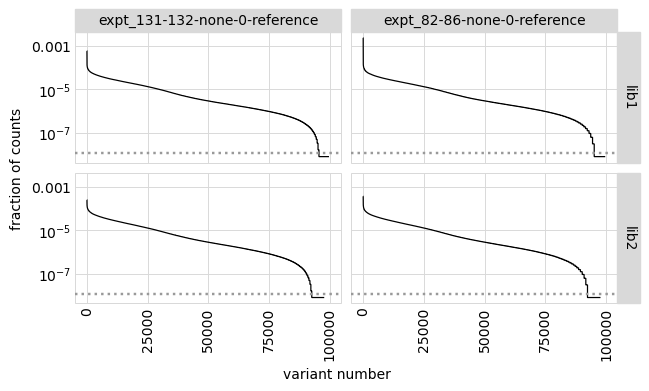 expt_131-132-none-0-reference
expt_82-86-none-0-reference
0.001
10⁻⁵
10⁻⁷
lib1
0.001
10⁻⁵
10⁻⁷
lib2
fraction of counts
0
25000
50000
75000
100000
0
25000
50000
75000
100000
variant number